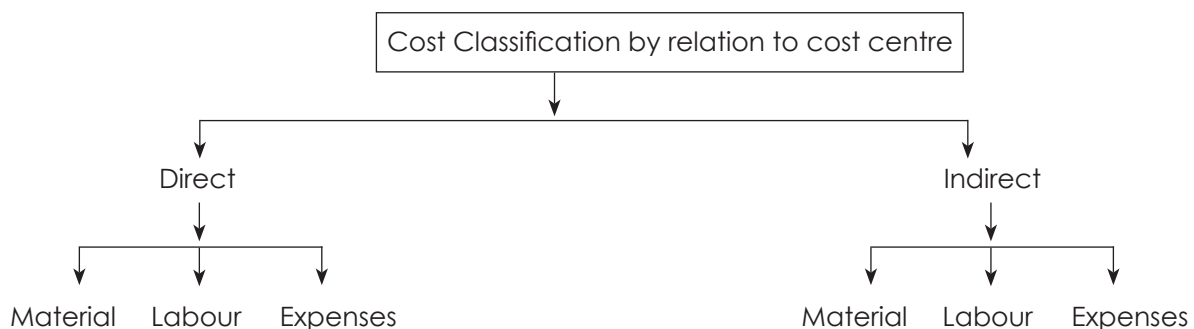 Cost Classification by relation to cost centre
Direct Indirect
Material Labour Expenses Material Labour Expenses